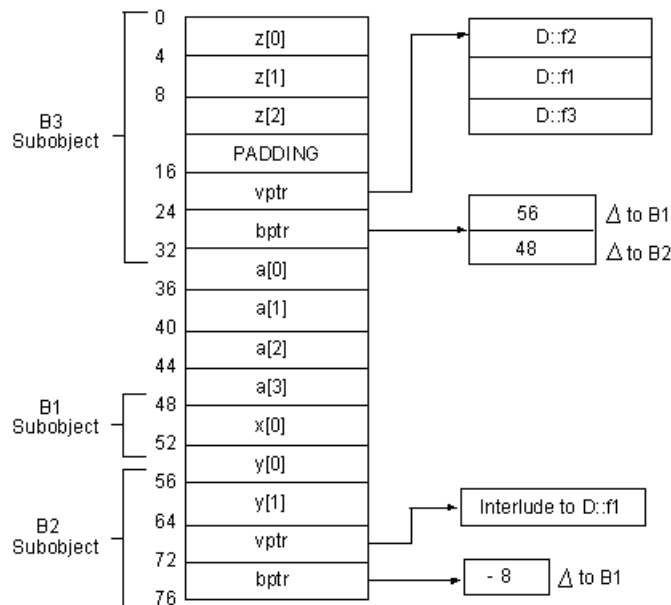 0
z[0]
4
z[1]
8
z[2]
PADDING
16
vptr
24
bptr
32
a[0]
36
a[1]
40
a[2]
44
a[3]
48
x[0]
52
y[0]
56
y[1]
64
vptr
72
bptr
76
B3
Subobject
B1
Subobject
B2
Subobject
D::f2
D::f1
D::f3
56 Δ to B1
48 Δ to B2
Interlude to D::f1
- 8 Δ to B1